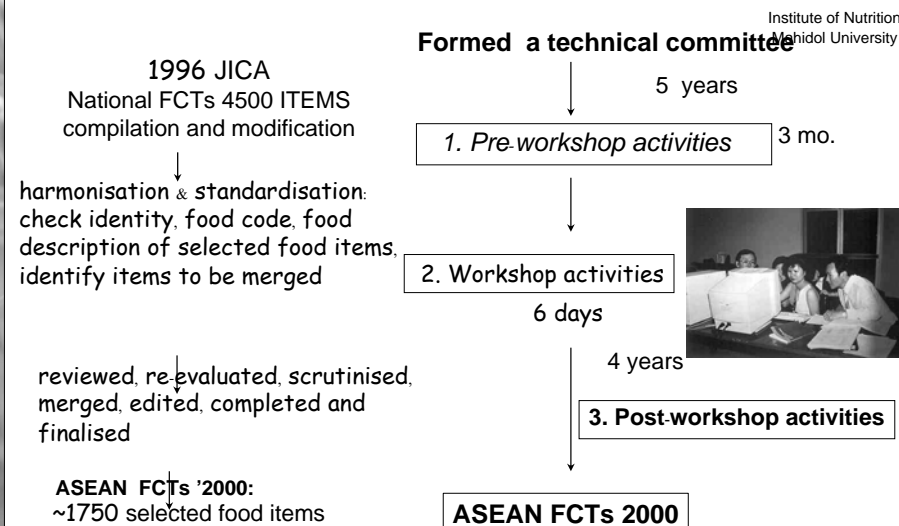 Institute of Nutrition
Mahidol University
1996 JICA
National FCTs 4500 ITEMS
compilation and modification
harmonisation & standardisation:
check identity, food code, food
description of selected food items,
identify items to be merged
reviewed, re-evaluated, scrutinised,
merged, edited, completed and
finalised
ASEAN FCTs '2000:
~1750 selected food items
Formed a technical committee
5 years
1. Pre-workshop activities
3 mo.
2. Workshop activities
6 days
4 years
3. Post-workshop activities
ASEAN FCTs 2000